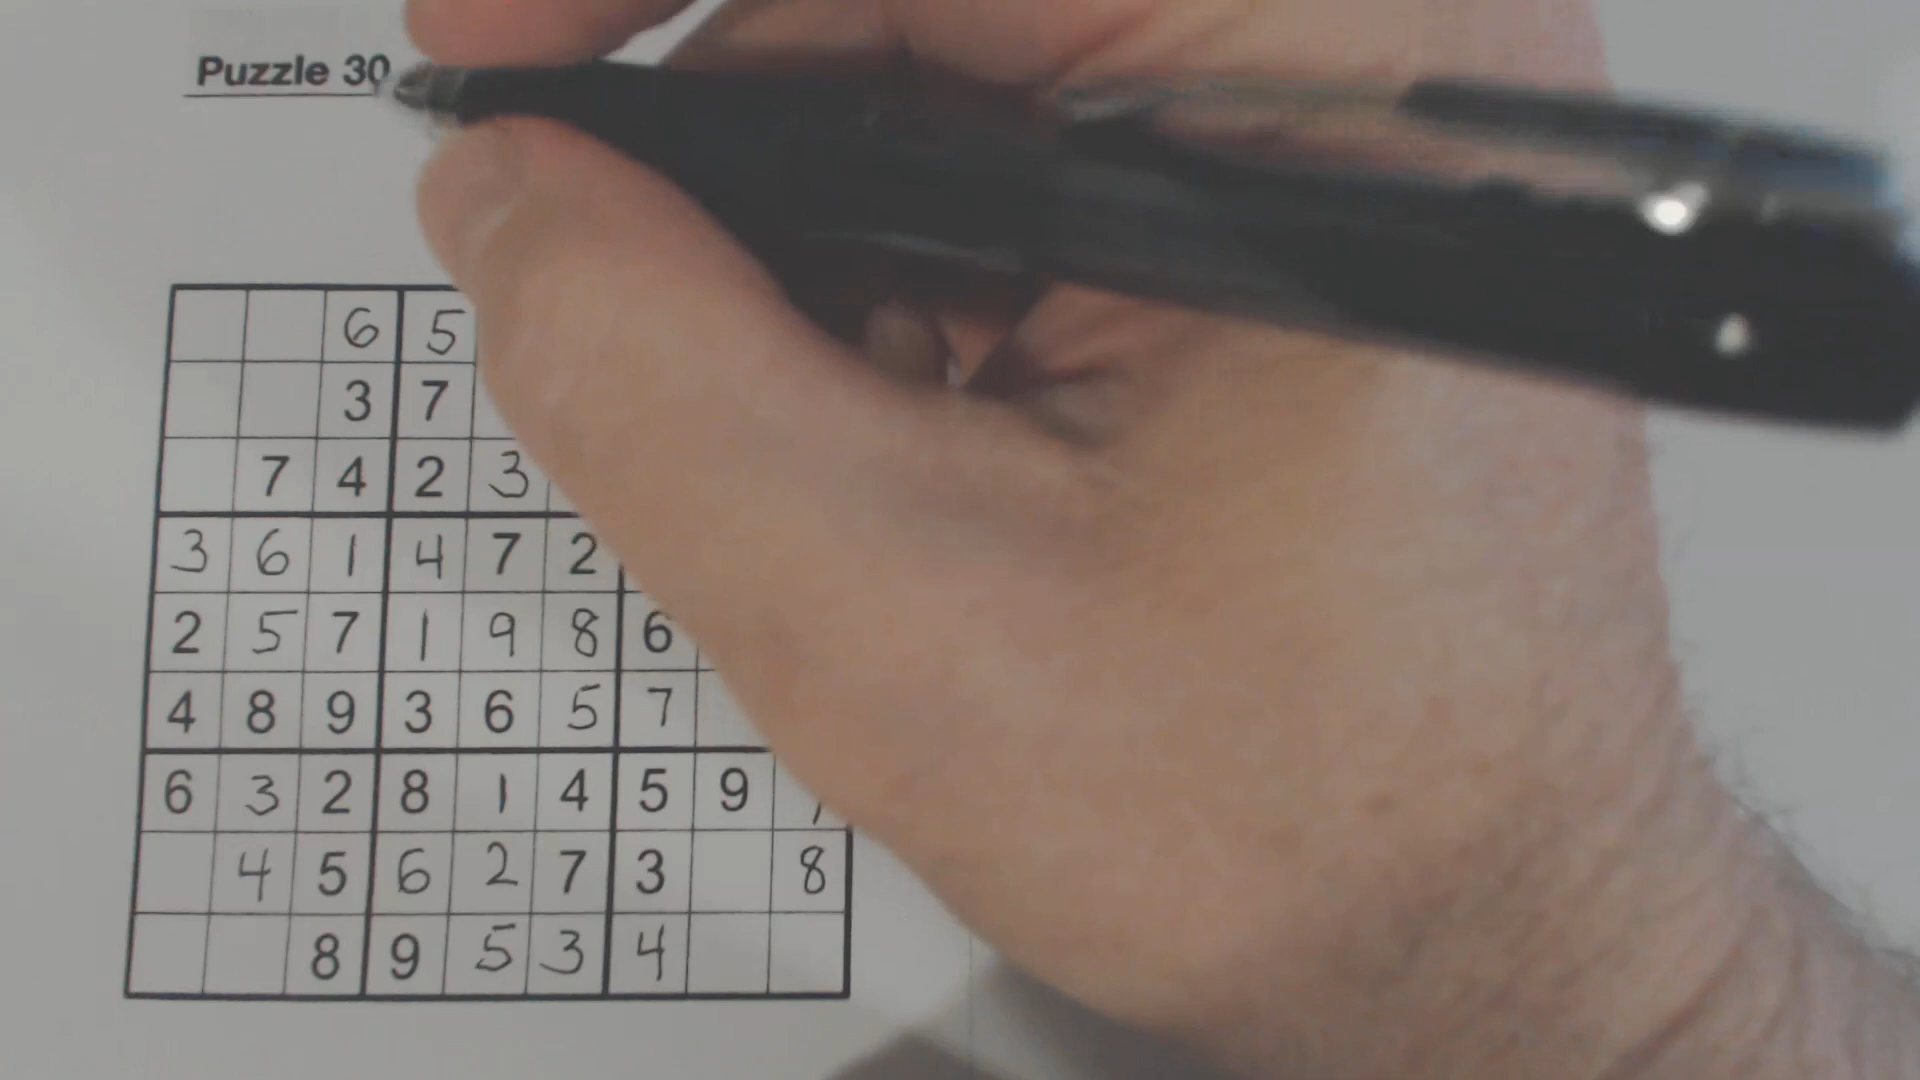 Puzzle 30
6 5
3 7
7 4 2 3
3 6 1 4 7 2
2 5 7 1 9 8 6
4 8 9 3 6 5 7
6 3 2 8 1 4 5 9
4 5 6 2 7 3 8
8 9 5 3 4